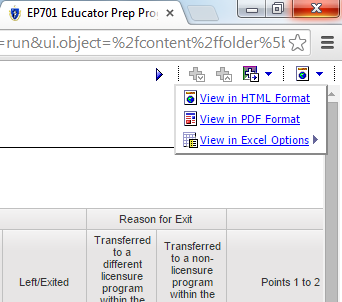 EP701 Educator Prep Pro
=run&ui.object=%2fcontent%2ffolder%5b
View in HTML Format
View in PDF Format
View in Excel Options
Reason for Exit
Left/Exited
Transferred
to a
different
licensure
program
within the
Transferred
to a non-
licensure
program
within the
Points 1 to 2